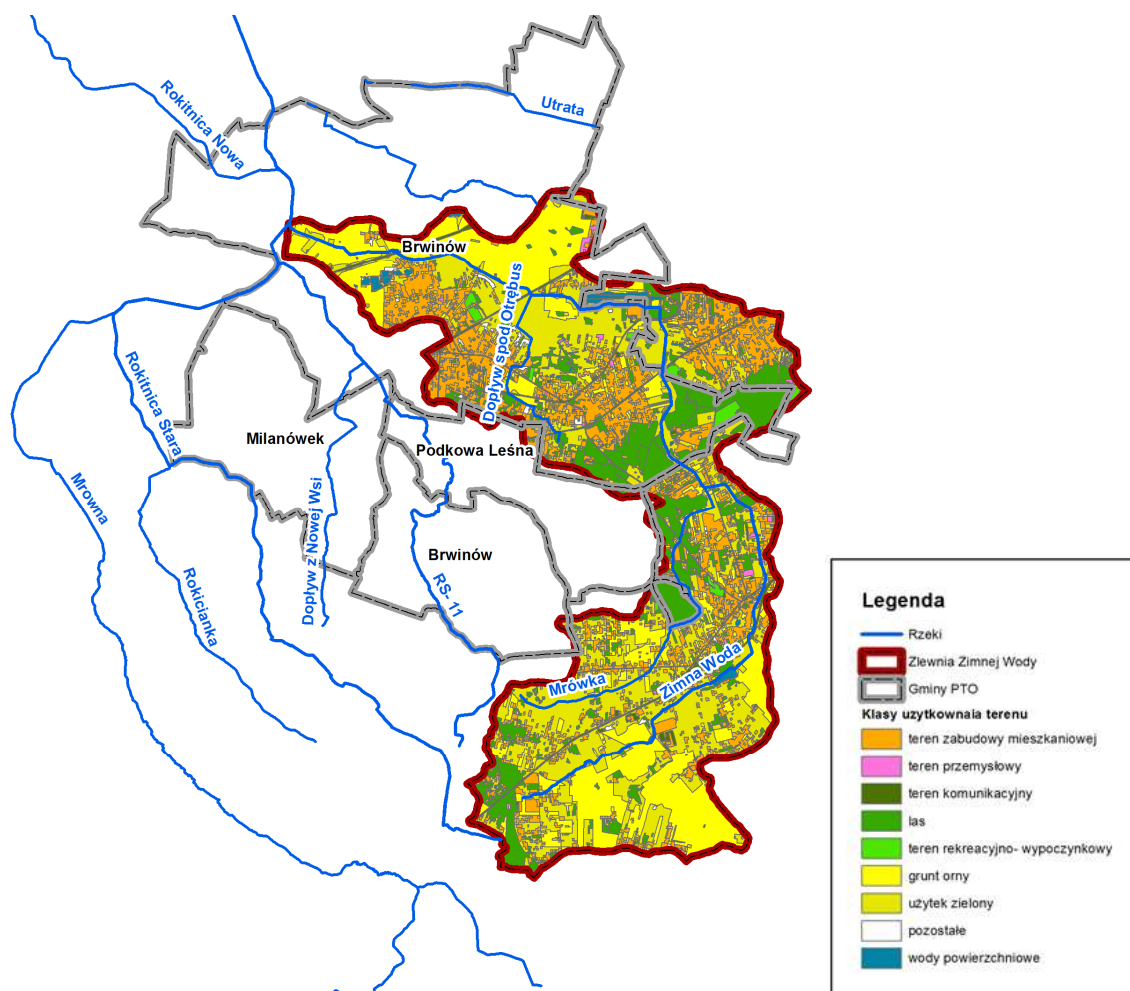 Utrata
Rokitnica Nowa
Brwinów
Dopływ spod Otrębus
Rokitnica Stara
Milanówek
Podkowa Leśna
Mrowna
Dopływ z Nowej Wsi
Brwinów
RS-11
Rokicianka
Mrówka
Zimna Woda
Legenda
Rzeki
Zlewnia Zimnej Wody
Gminy PTO
Klasy uzytkownaia terenu
teren zabudowy mieszkaniowej
teren przemysłowy
teren komunikacyjny
las
teren rekreacyjno- wypoczynkowy
grunt orny
użytek zielony
pozostałe
wody powierzchniowe